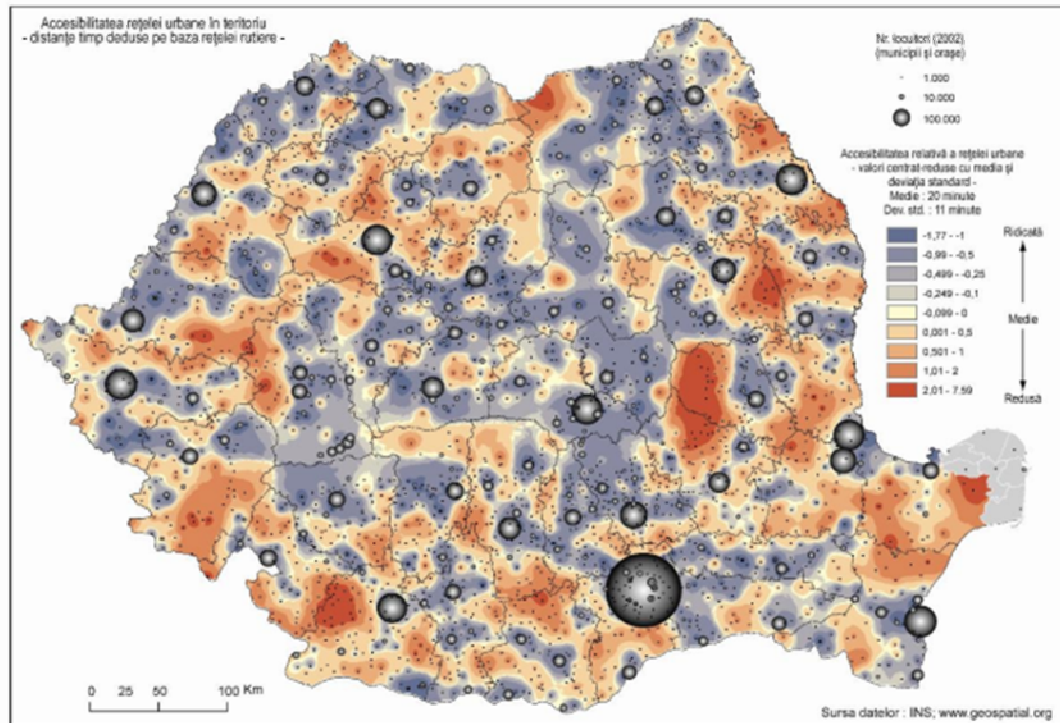 Accesibilitatea rețelei urbane în teritoriu
- distanțe timp deduse pe baza rețelei rutiere -
Nr. locuitori (2002)
(municipii și orașe)
1.000
10.000
100.000
Accesibilitatea relativă a rețelei urbane
- valori centrat-reduse cu media și
deviația standard -
Medie : 20 minute
Dev. std. : 11 minute
-1,77 - -1
-0,99 - -0,5
-0,499 - -0,25
-0,249 - -0,1
-0,099 - 0
0,001 - 0,5
0,501 - 1
1,01 - 2
2,01 - 7,59
Ridicată
Medie
Redusă
0 25 50 100 Km
Sursa datelor : INS; www.geospatial.org